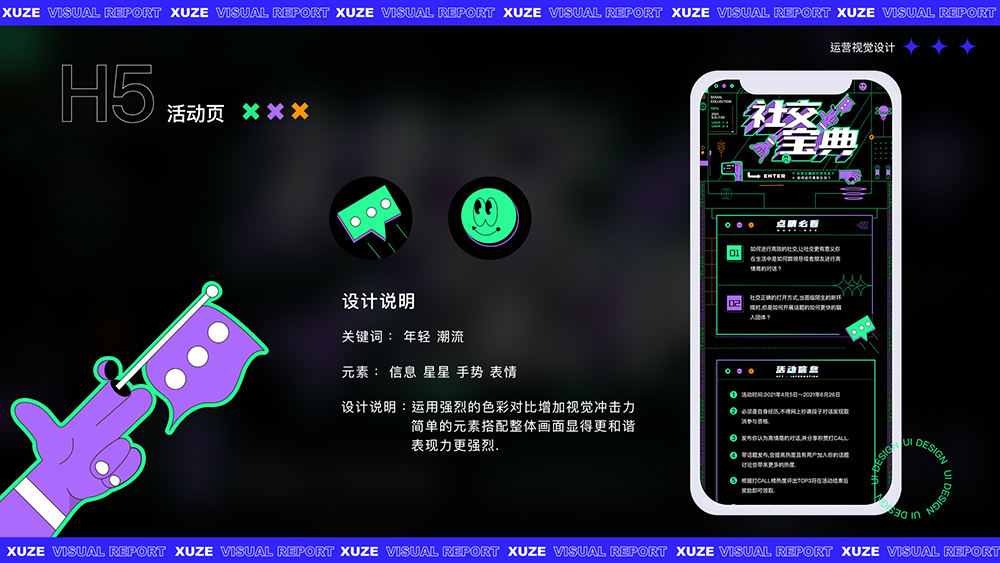 XUZE VISUAL REPORT XUZE VISUAL REPORT XUZE VISUAL REPORT XUZE VISUAL REPORT XUZE VISUAL REPORT XUZE VISUAL REPORT
运营视觉设计
H5 活动页
设计说明
关键词： 年轻 潮流
元素： 信息 星星 手势 表情
设计说明：运用强烈的色彩对比增加视觉冲击力
简单的元素搭配整体画面显得更和谐
表现力更强烈.
SOCIAL
COLLECTION
社交
宝典
ENTER
点睛必看
01
如何进行高效的社交,让社交更有意义你
在生活中是如何跟领导或者朋友进行高
情商的对话？
02
社交正确的打开方式,当面临陌生的新环
境时,你是如何开展话题的如何更快的融
入团体？
活动信息
1 活动时间:2021年4月5日～2021年6月26日
2 必须是自身经历,不得网上抄袭段子对话发现取
消参与资格.
3 发布你认为高情商的对话,并分享积赞打CALL.
4 带话题发布,会提高热度且有用户加入你的话题
讨论会带来更多的热度.
5 根据打CALL榜热度评出TOP3将在活动结束后
奖励即可领取.
UI DESIGN UI DESIGN UI DESIGN UI DESIGN
XUZE VISUAL REPORT XUZE VISUAL REPORT XUZE VISUAL REPORT XUZE VISUAL REPORT XUZE VISUAL REPORT XUZE VISUAL REPORT